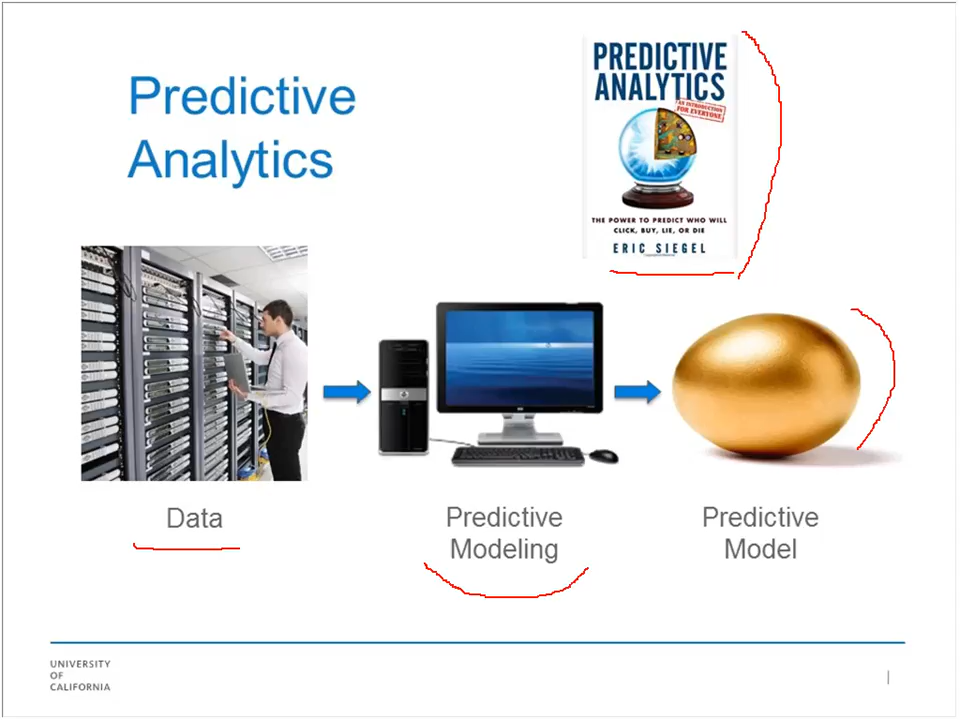 Predictive
Analytics
PREDICTIVE
ANALYTICS
AN INTRODUCTION
FOR EVERYONE
THE POWER TO PREDICT WHO WILL
CLICK, BUY, LIE, OR DIE
ERIC SIEGEL
Data
Predictive
Modeling
Predictive
Model
UNIVERSITY
OF
CALIFORNIA